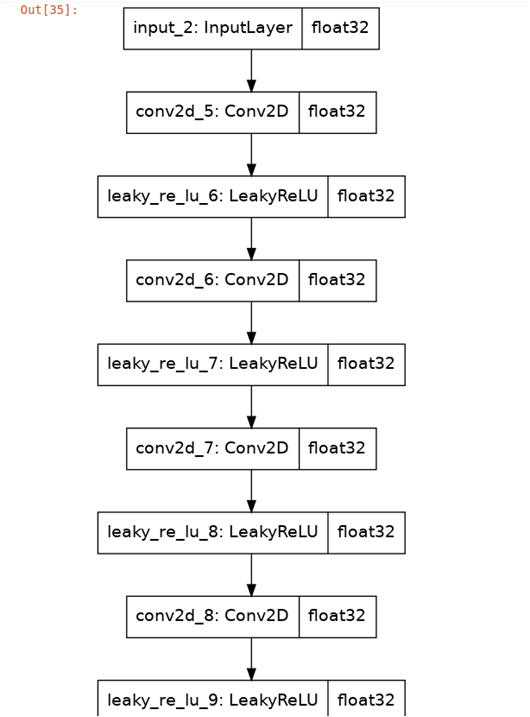 Out[35]:
input_2: InputLayer float32
conv2d_5: Conv2D float32
leaky_re_lu_6: LeakyReLU float32
conv2d_6: Conv2D float32
leaky_re_lu_7: LeakyReLU float32
conv2d_7: Conv2D float32
leaky_re_lu_8: LeakyReLU float32
conv2d_8: Conv2D float32
leaky_re_lu_9: LeakyReLU float32